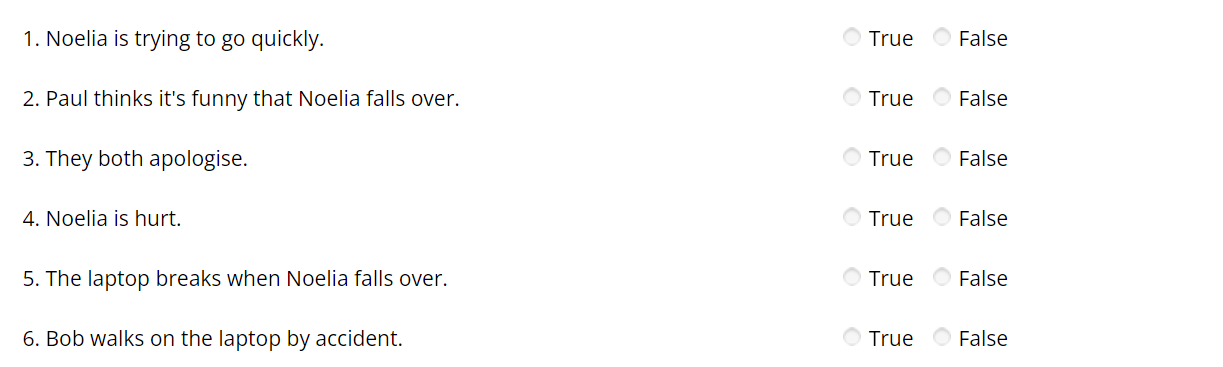 1. Noelia is trying to go quickly. True False
2. Paul thinks it's funny that Noelia falls over. True False
3. They both apologise. True False
4. Noelia is hurt. True False
5. The laptop breaks when Noelia falls over. True False
6. Bob walks on the laptop by accident. True False